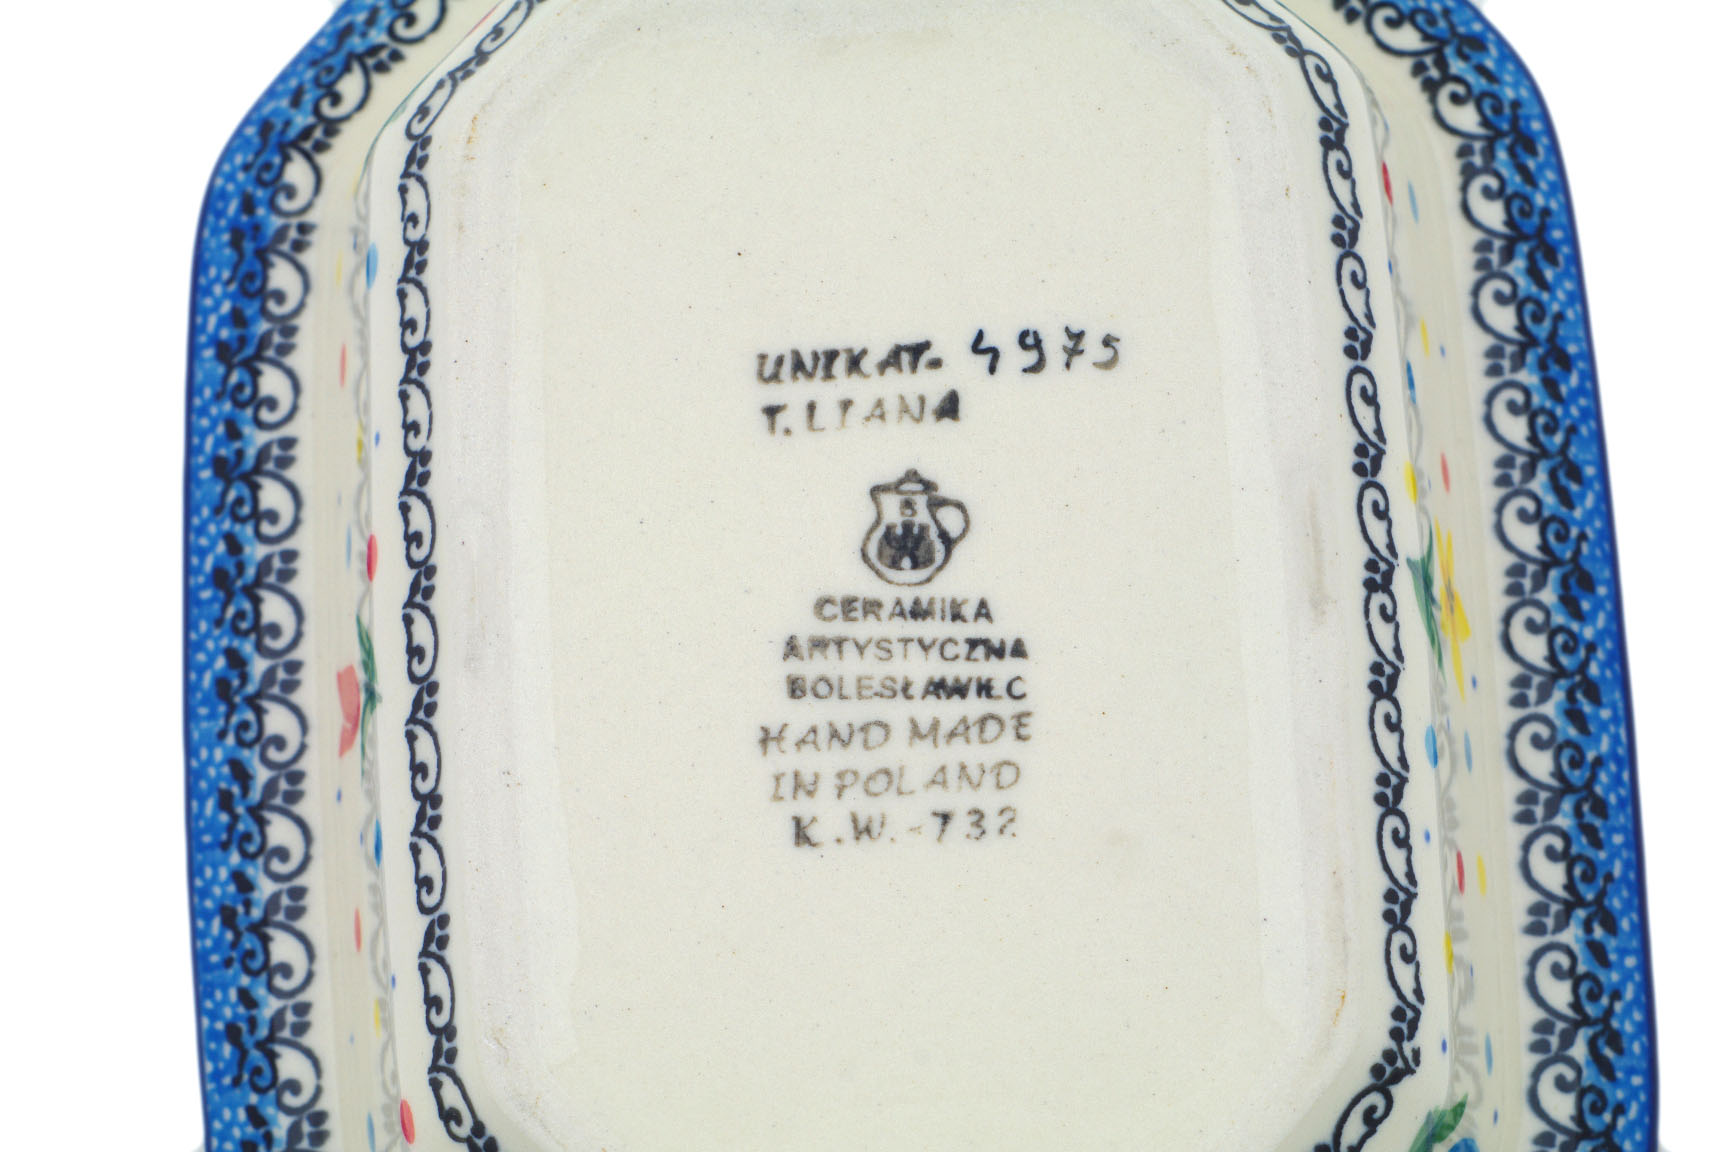 UNIKAT- 4975
T. LIANA
B
CERAMIKA
ARTYSTYCZNA
BOLESŁAWIEC
HAND MADE
IN POLAND
K.W.-732